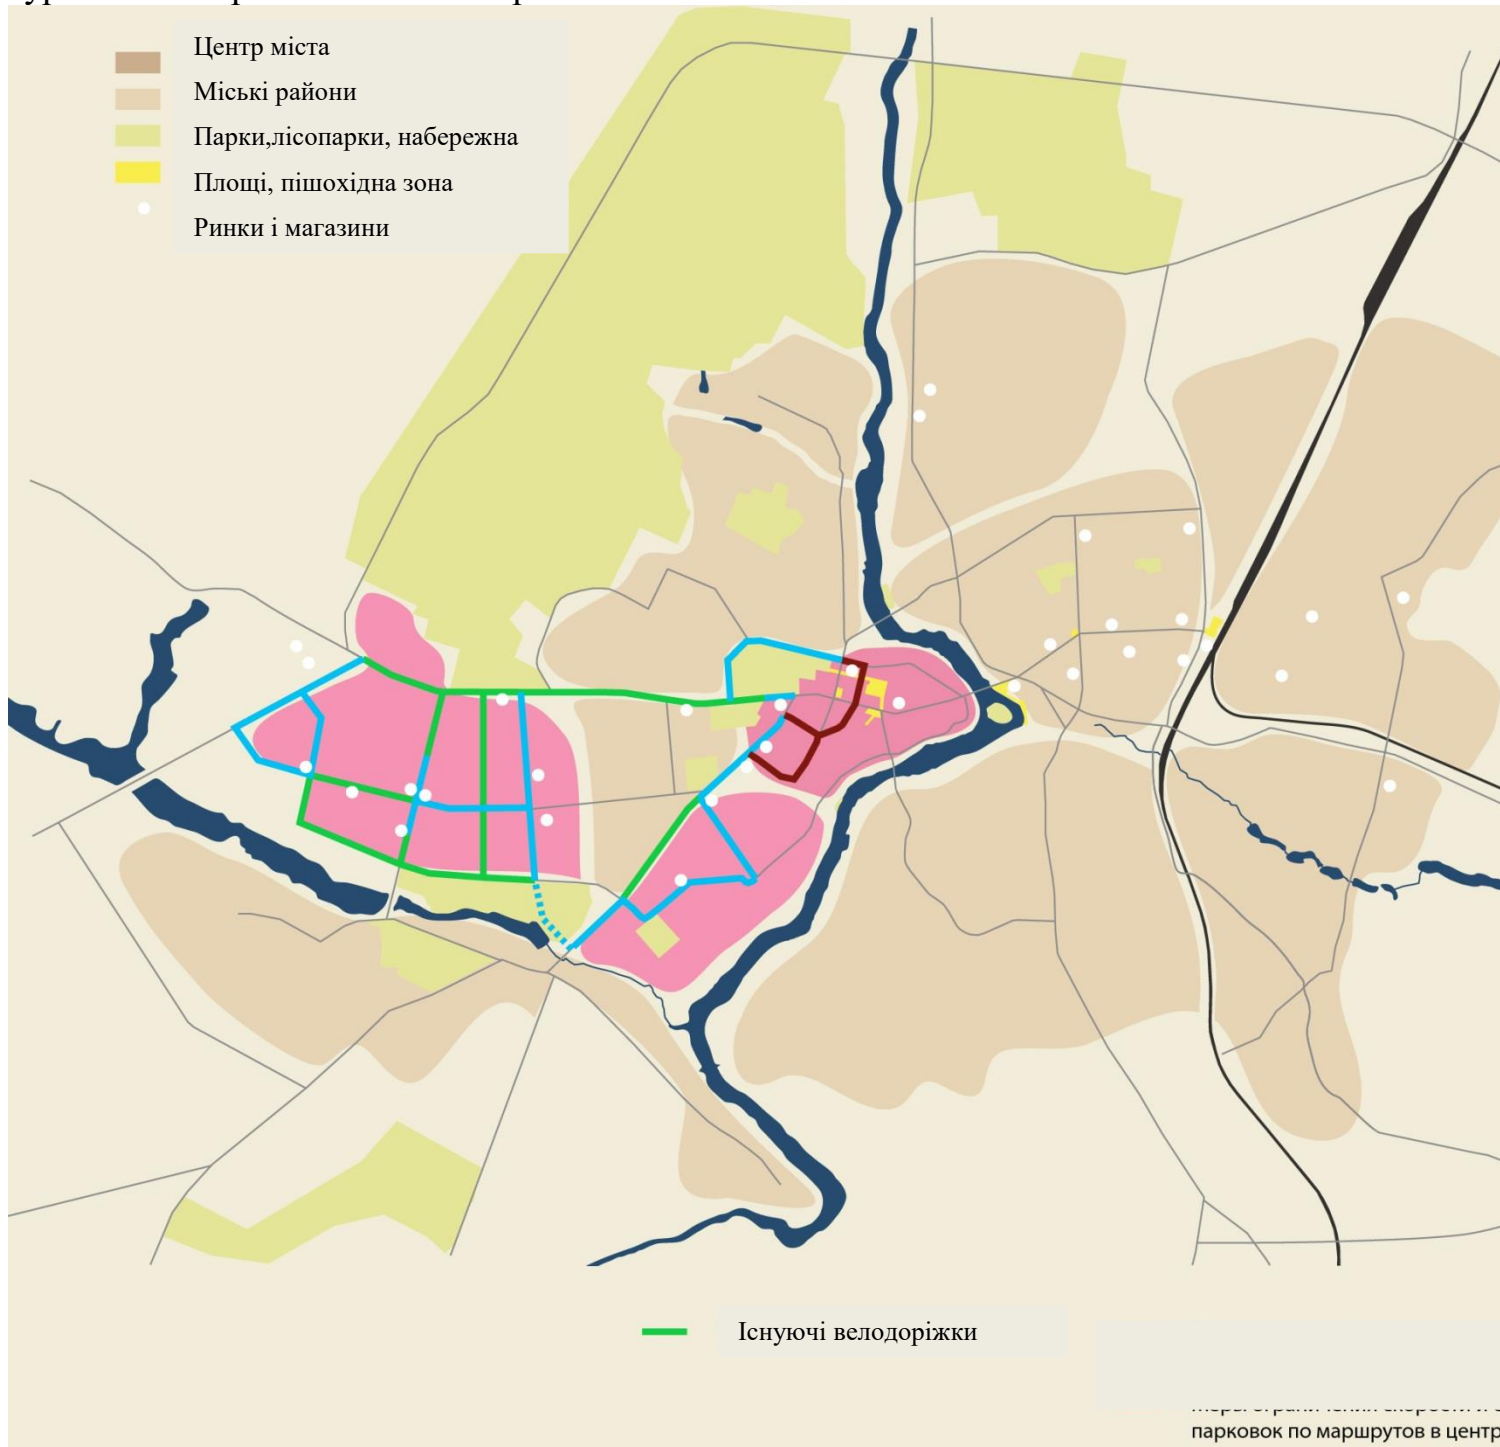 Центр міста
Міські райони
Парки,лісопарки, набережна
Площі, пішохідна зона
Ринки і магазини
Існуючі велодоріжки
парковок по маршрутов в центр